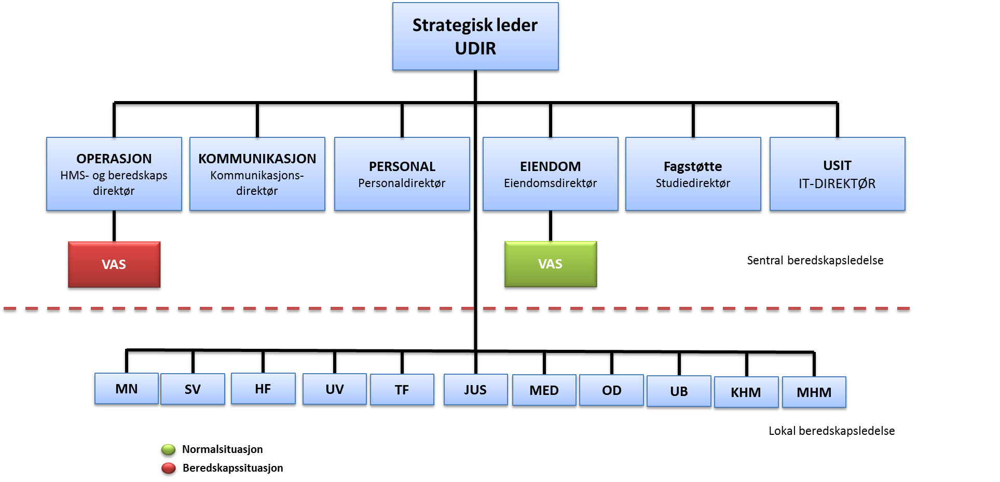 Strategisk leder
UDIR
OPERASJON
HMS- og beredskaps
direktør
KOMMUNIKASJON
Kommunikasjons-
direktør
PERSONAL
Personaldirektør
EIENDOM
Eiendomsdirektør
Fagstøtte
Studiedirektør
USIT
IT-DIREKTØR
VAS
VAS
Sentral beredskapsledelse
MN
SV
HF
UV
TF
JUS
MED
OD
UB
KHM
MHM
Lokal beredskapsledelse
Normalsituasjon
Beredskapssituasjon